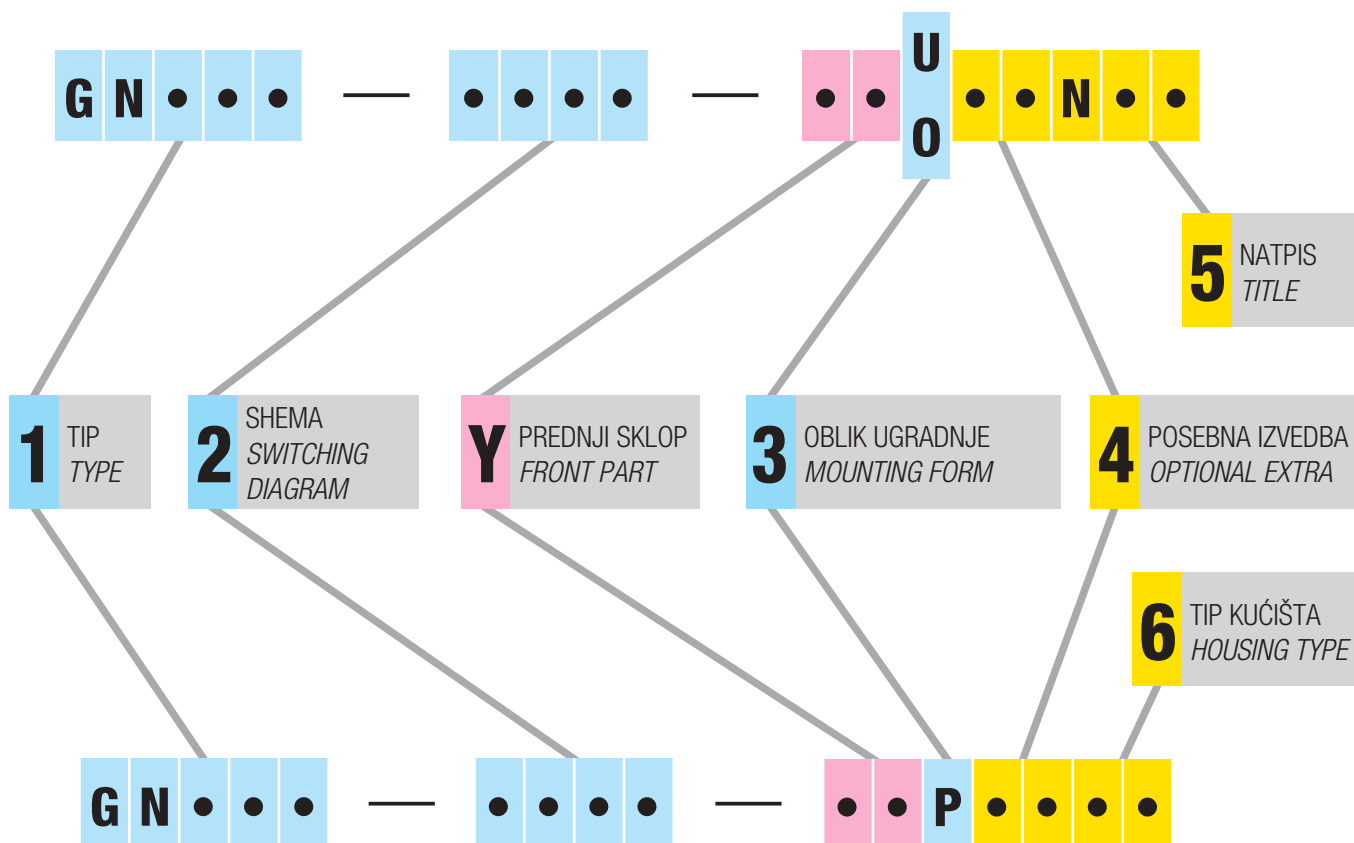 GN••• — •••• — ••U••N••
O
5 NATPIS
TITLE
1 TIP
TYPE
2 SHEMA
SWITCHING
DIAGRAM
Y PREDNJI SKLOP
FRONT PART
3 OBLIK UGRADNJE
MOUNTING FORM
4 POSEBNA IZVEDBA
OPTIONAL EXTRA
6 TIP KUĆIŠTA
HOUSING TYPE
GN••• — •••• — ••P••••